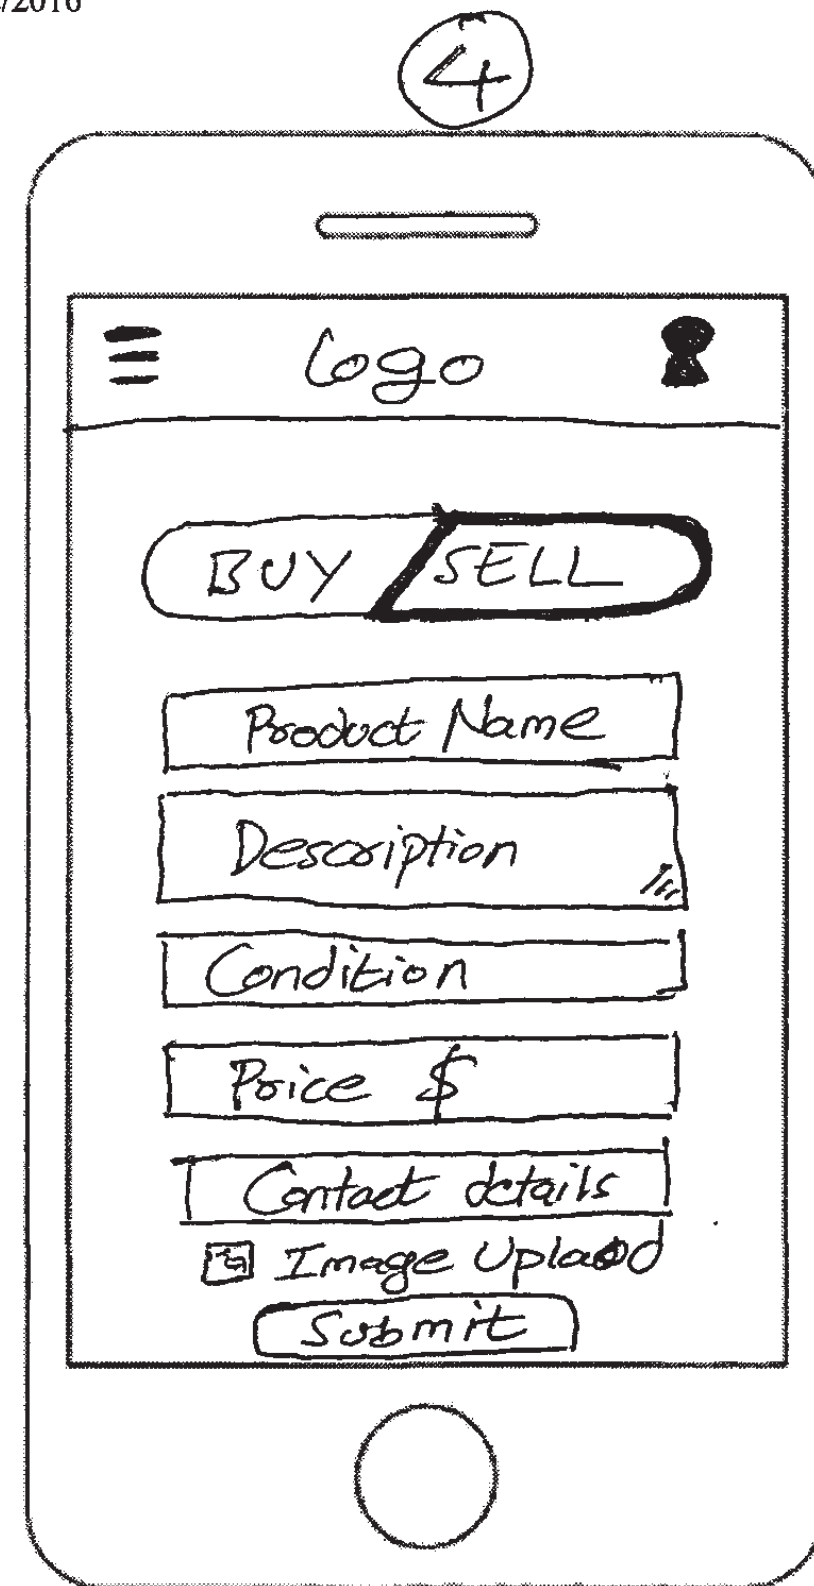 /2016
4
Logo
BUY SELL
Product Name
Description
Condition
Price $
Contact details
Image Upload
Submit